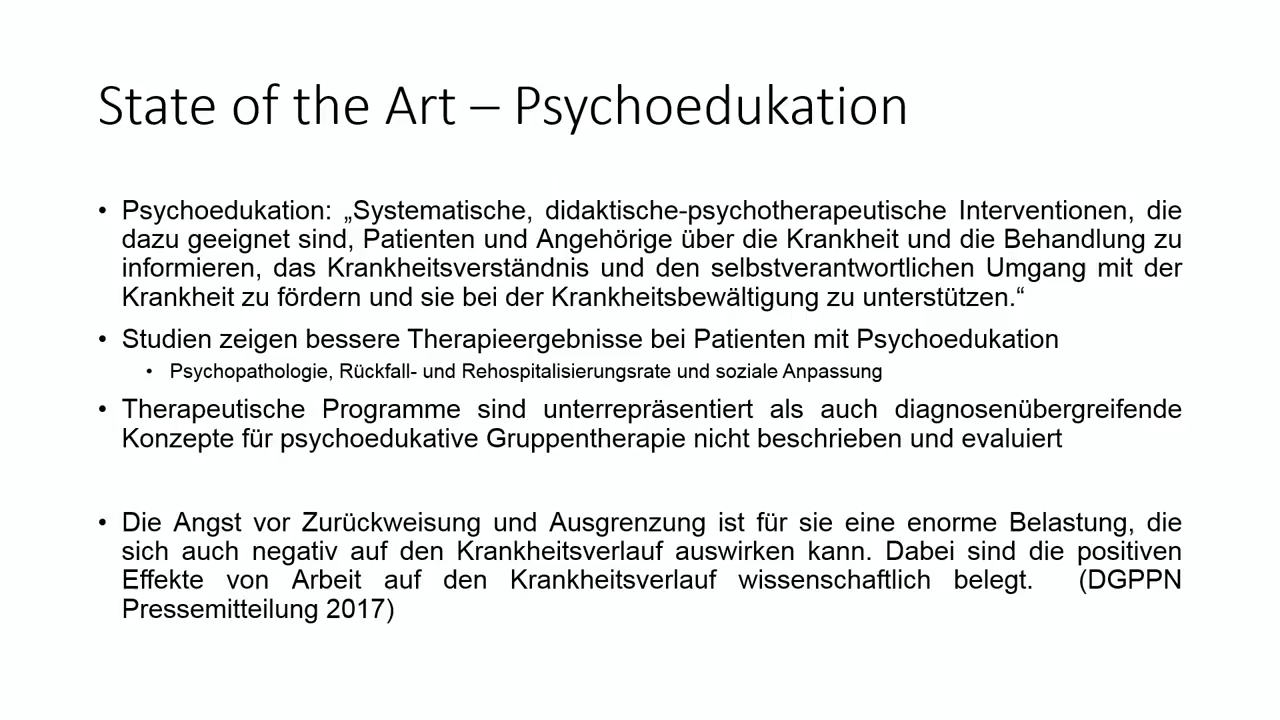 State of the Art – Psychoedukation
• Psychoedukation: „Systematische, didaktische-psychotherapeutische Interventionen, die
dazu geeignet sind, Patienten und Angehörige über die Krankheit und die Behandlung zu
informieren, das Krankheitsverständnis und den selbstverantwortlichen Umgang mit der
Krankheit zu fördern und sie bei der Krankheitsbewältigung zu unterstützen.“
• Studien zeigen bessere Therapieergebnisse bei Patienten mit Psychoedukation
• Psychopathologie, Rückfall- und Rehospitalisierungsrate und soziale Anpassung
• Therapeutische Programme sind unterrepräsentiert als auch diagnosenübergreifende
Konzepte für psychoedukative Gruppentherapie nicht beschrieben und evaluiert
• Die Angst vor Zurückweisung und Ausgrenzung ist für sie eine enorme Belastung, die
sich auch negativ auf den Krankheitsverlauf auswirken kann. Dabei sind die positiven
Effekte von Arbeit auf den Krankheitsverlauf wissenschaftlich belegt. (DGPPN
Pressemitteilung 2017)